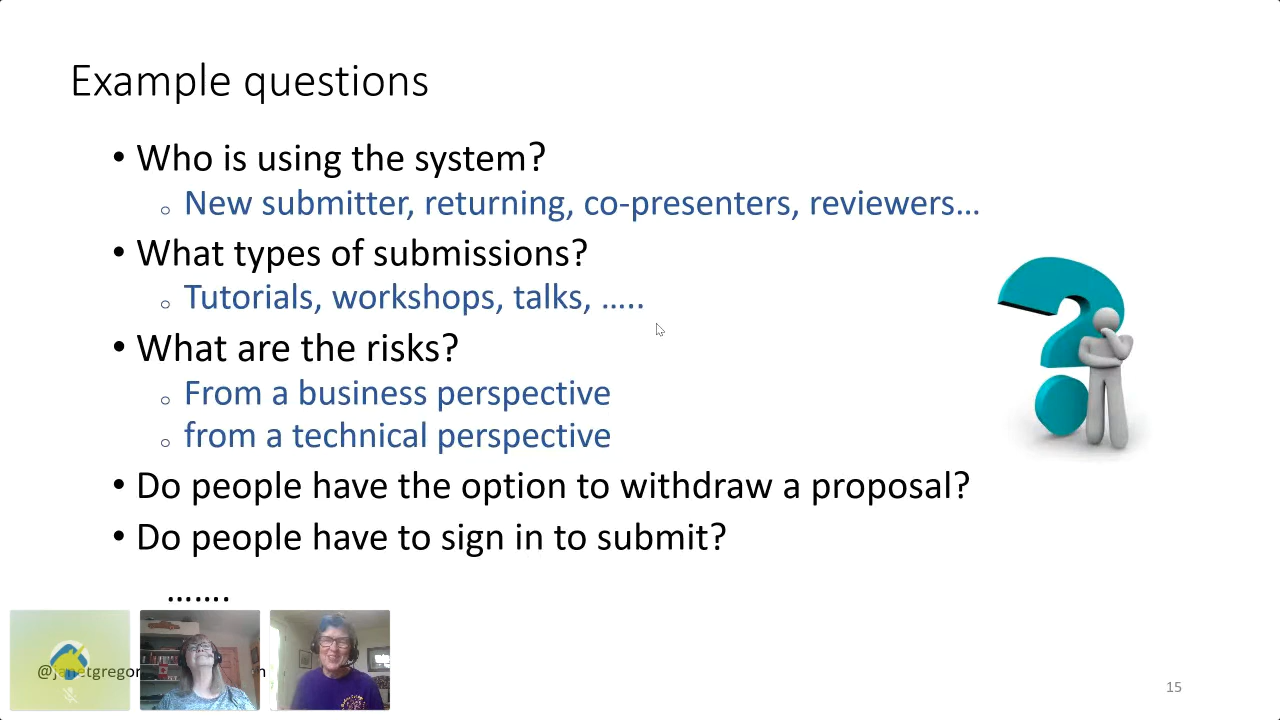 Example questions
• Who is using the system?
o New submitter, returning, co-presenters, reviewers…
• What types of submissions?
o Tutorials, workshops, talks, …..
• What are the risks?
o From a business perspective
o from a technical perspective
• Do people have the option to withdraw a proposal?
• Do people have to sign in to submit?
…….
15